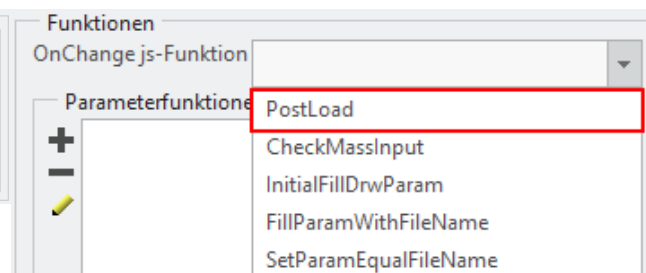 Funktionen
OnChange js-Funktion
Parameterfunktione
PostLoad
CheckMassInput
InitialFillDrwParam
FillParamWithFileName
SetParamEqualFileName